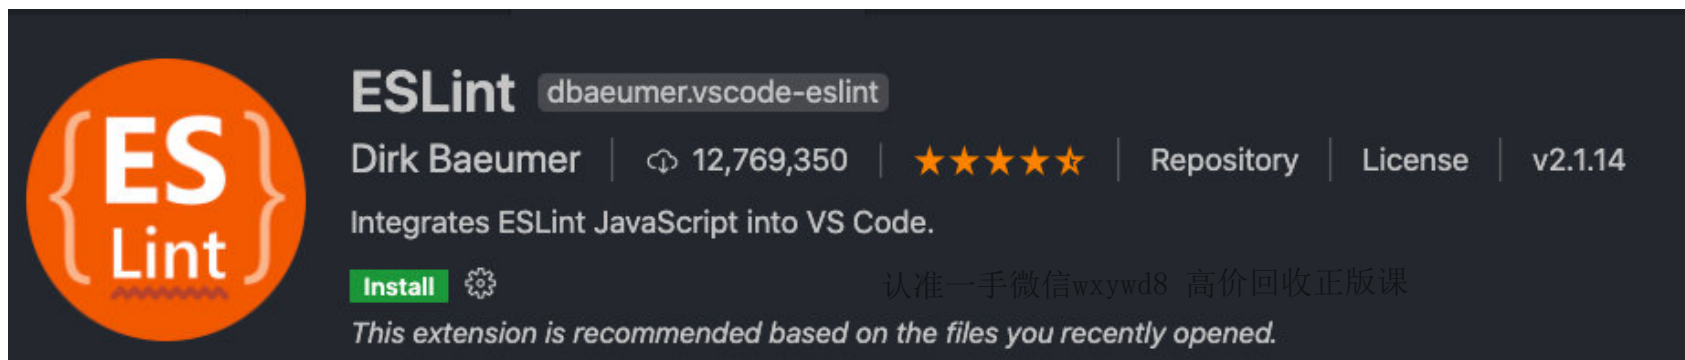 {ES
Lint}
ESLint dbaeumer.vscode-eslint
Dirk Baeumer | 12,769,350 | Repository | License | v2.1.14
Integrates ESLint JavaScript into VS Code.
Install
认准一手微信wxywd8 高价回收正版课
This extension is recommended based on the files you recently opened.